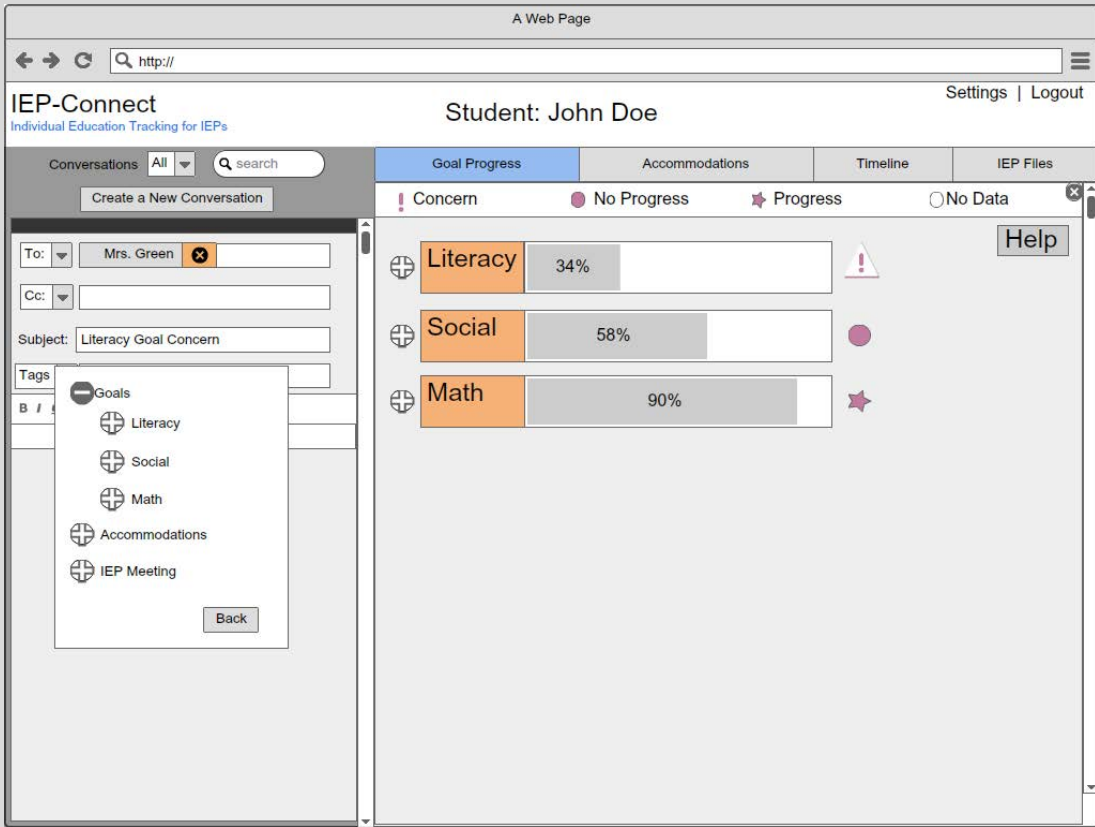 A Web Page
http://
IEP-Connect
Individual Education Tracking for IEPs
Student: John Doe
Settings | Logout
Conversations All search
Create a New Conversation
To: Mrs. Green
Cc:
Subject: Literacy Goal Concern
Tags
B I
Goals
Literacy
Social
Math
Accommodations
IEP Meeting
Back
Goal Progress Accommodations Timeline IEP Files
! Concern No Progress Progress No Data
Help
Literacy 34% !
Social 58%
Math 90%